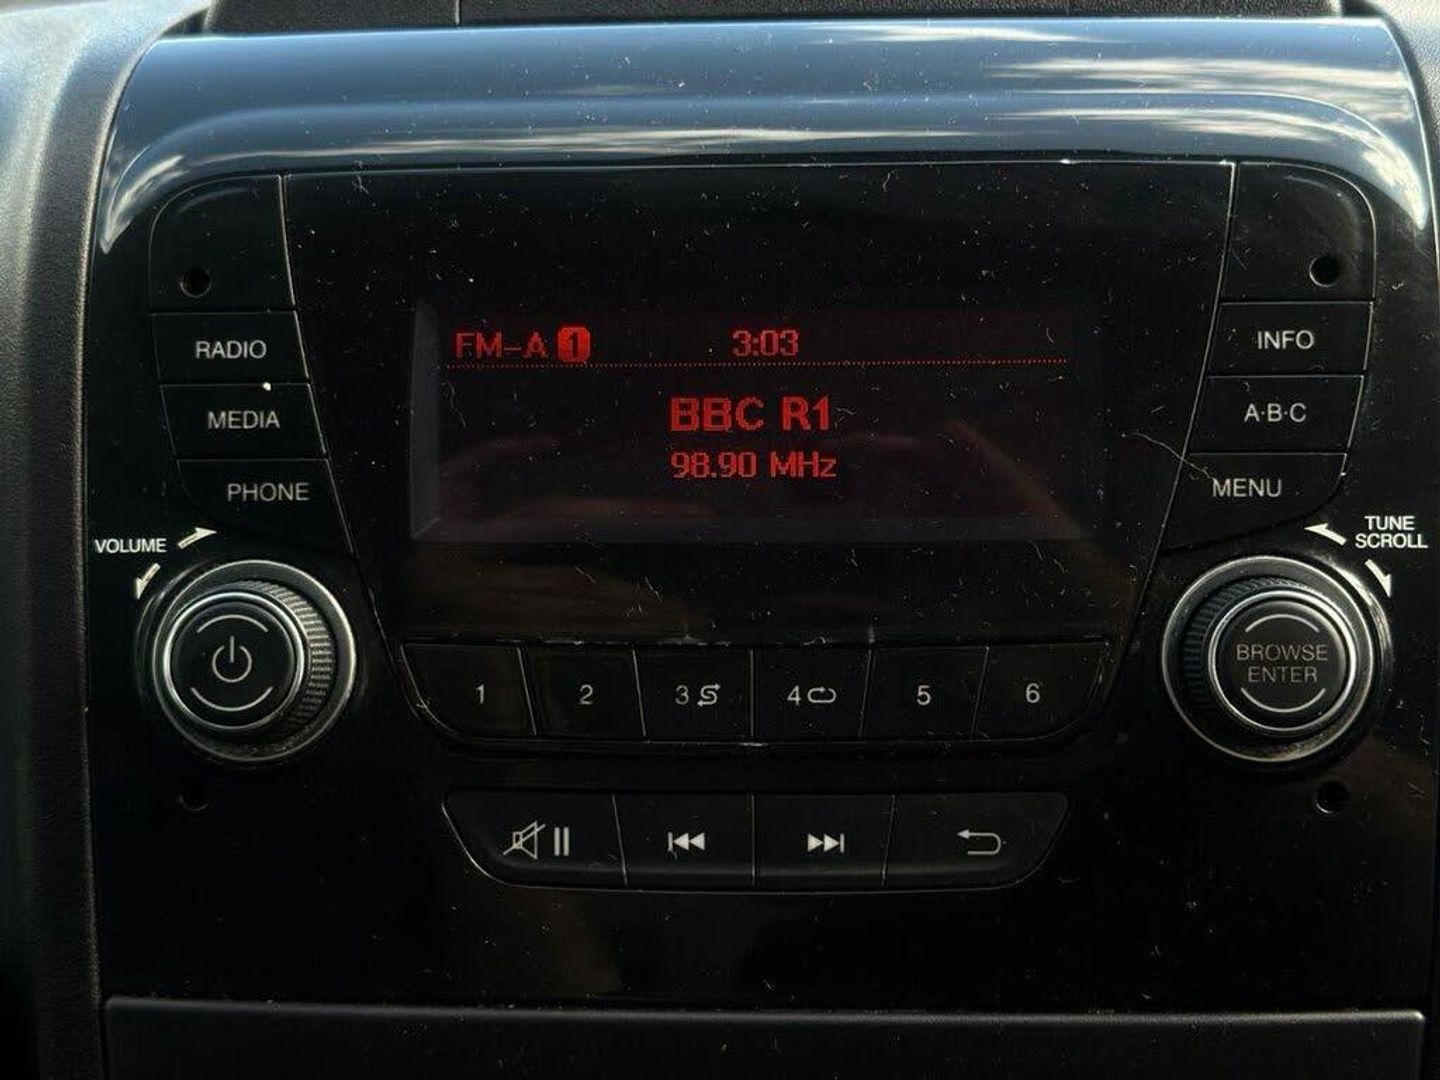 FM-A 1 3:03
BBC R1
98.90 MHz
RADIO
MEDIA
PHONE
INFO
A·B·C
MENU
VOLUME
TUNE
SCROLL
BROWSE
ENTER
1 2 3 4 5 6